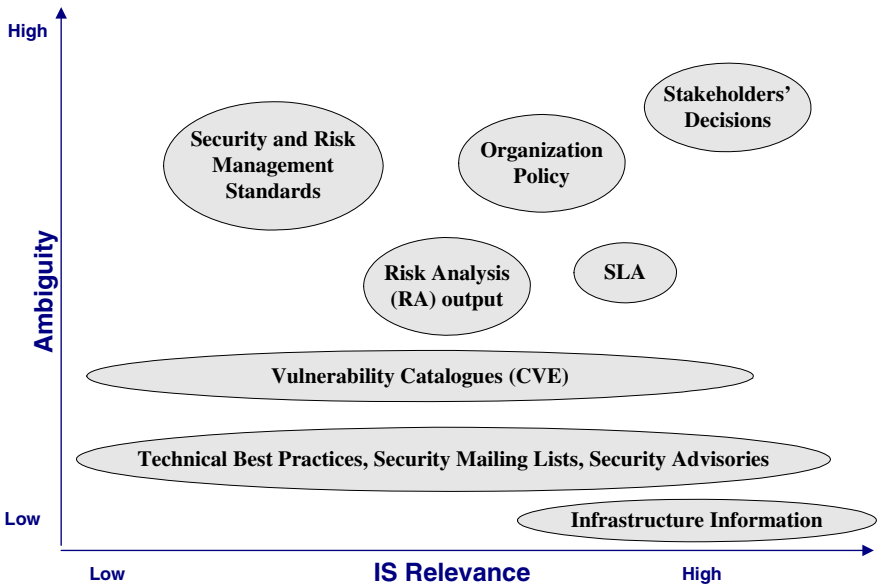 High
Stakeholders'
Decisions
Security and Risk
Management
Standards
Organization
Policy
Ambiguity
Risk Analysis
(RA) output
SLA
Vulnerability Catalogues (CVE)
Technical Best Practices, Security Mailing Lists, Security Advisories
Low
Infrastructure Information
Low
IS Relevance
High